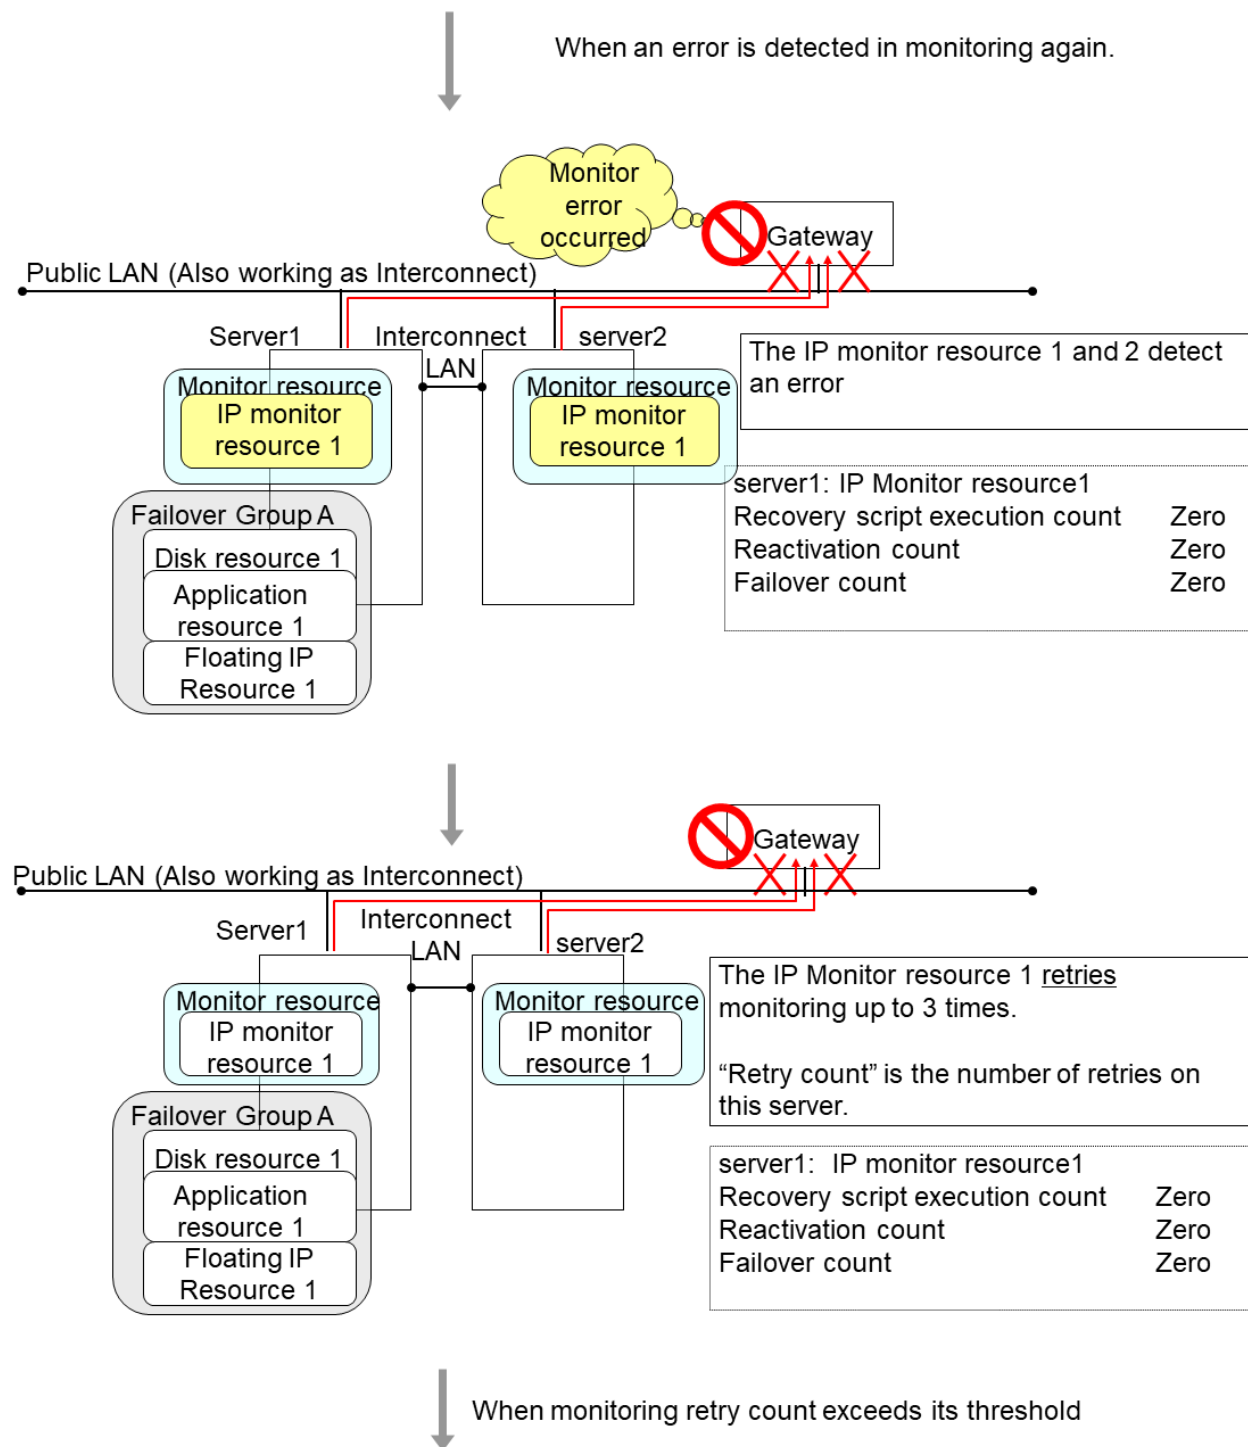 When an error is detected in monitoring again.
Monitor
error
occurred
Gateway
Public LAN (Also working as Interconnect)
Server1
Interconnect
LAN
server2
Monitor resource
IP monitor
resource 1
Monitor resource
IP monitor
resource 1
The IP monitor resource 1 and 2 detect
an error
Failover Group A
Disk resource 1
Application
resource 1
Floating IP
Resource 1
server1: IP Monitor resource1
Recovery script execution count Zero
Reactivation count Zero
Failover count Zero
Gateway
Public LAN (Also working as Interconnect)
Server1
Interconnect
LAN
server2
Monitor resource
IP monitor
resource 1
Monitor resource
IP monitor
resource 1
The IP Monitor resource 1 retries
monitoring up to 3 times.
“Retry count” is the number of retries on
this server.
Failover Group A
Disk resource 1
Application
resource 1
Floating IP
Resource 1
server1: IP monitor resource1
Recovery script execution count Zero
Reactivation count Zero
Failover count Zero
When monitoring retry count exceeds its threshold